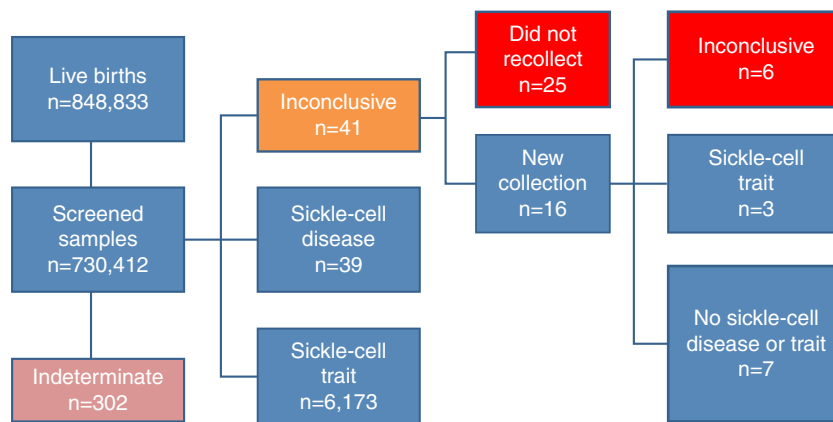 Live births
n=848,833
Screened
samples
n=730,412
Indeterminate
n=302
Inconclusive
n=41
Sickle-cell
disease
n=39
Sickle-cell
trait
n=6,173
Did not
recollect
n=25
New
collection
n=16
Inconclusive
n=6
Sickle-cell
trait
n=3
No sickle-cell
disease or trait
n=7